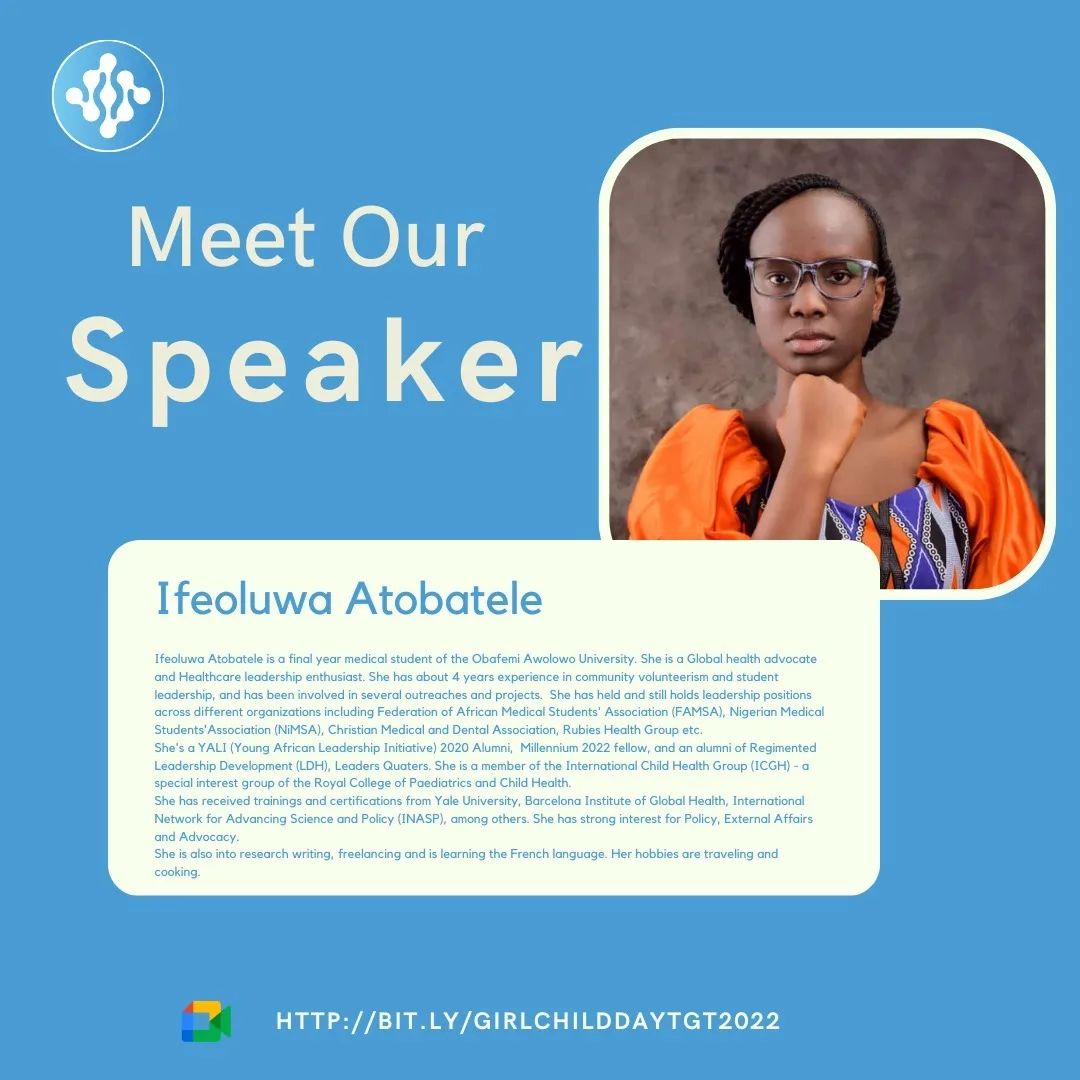 Meet Our
Speaker
Ifeoluwa Atobatele
Ifeoluwa Atobatele is a final year medical student of the Obafemi Awolowo University. She is a Global health advocate
and Healthcare leadership enthusiast. She has about 4 years experience in community volunteerism and student
leadership, and has been involved in several outreaches and projects.  She has held and still holds leadership positions
across different organizations including Federation of African Medical Students' Association (FAMSA), Nigerian Medical
Students'Association (NiMSA), Christian Medical and Dental Association, Rubies Health Group etc.
She's a YALI (Young African Leadership Initiative) 2020 Alumni,  Millennium 2022 fellow, and an alumni of Regimented
Leadership Development (LDH), Leaders Quaters. She is a member of the International Child Health Group (ICGH) - a
special interest group of the Royal College of Paediatrics and Child Health.
She has received trainings and certifications from Yale University, Barcelona Institute of Global Health, International
Network for Advancing Science and Policy (INASP), among others. She has strong interest for Policy, External Affairs
and Advocacy.
She is also into research writing, freelancing and is learning the French language. Her hobbies are traveling and
cooking.
HTTP://BIT.LY/GIRLCHILDDAYTGT2022